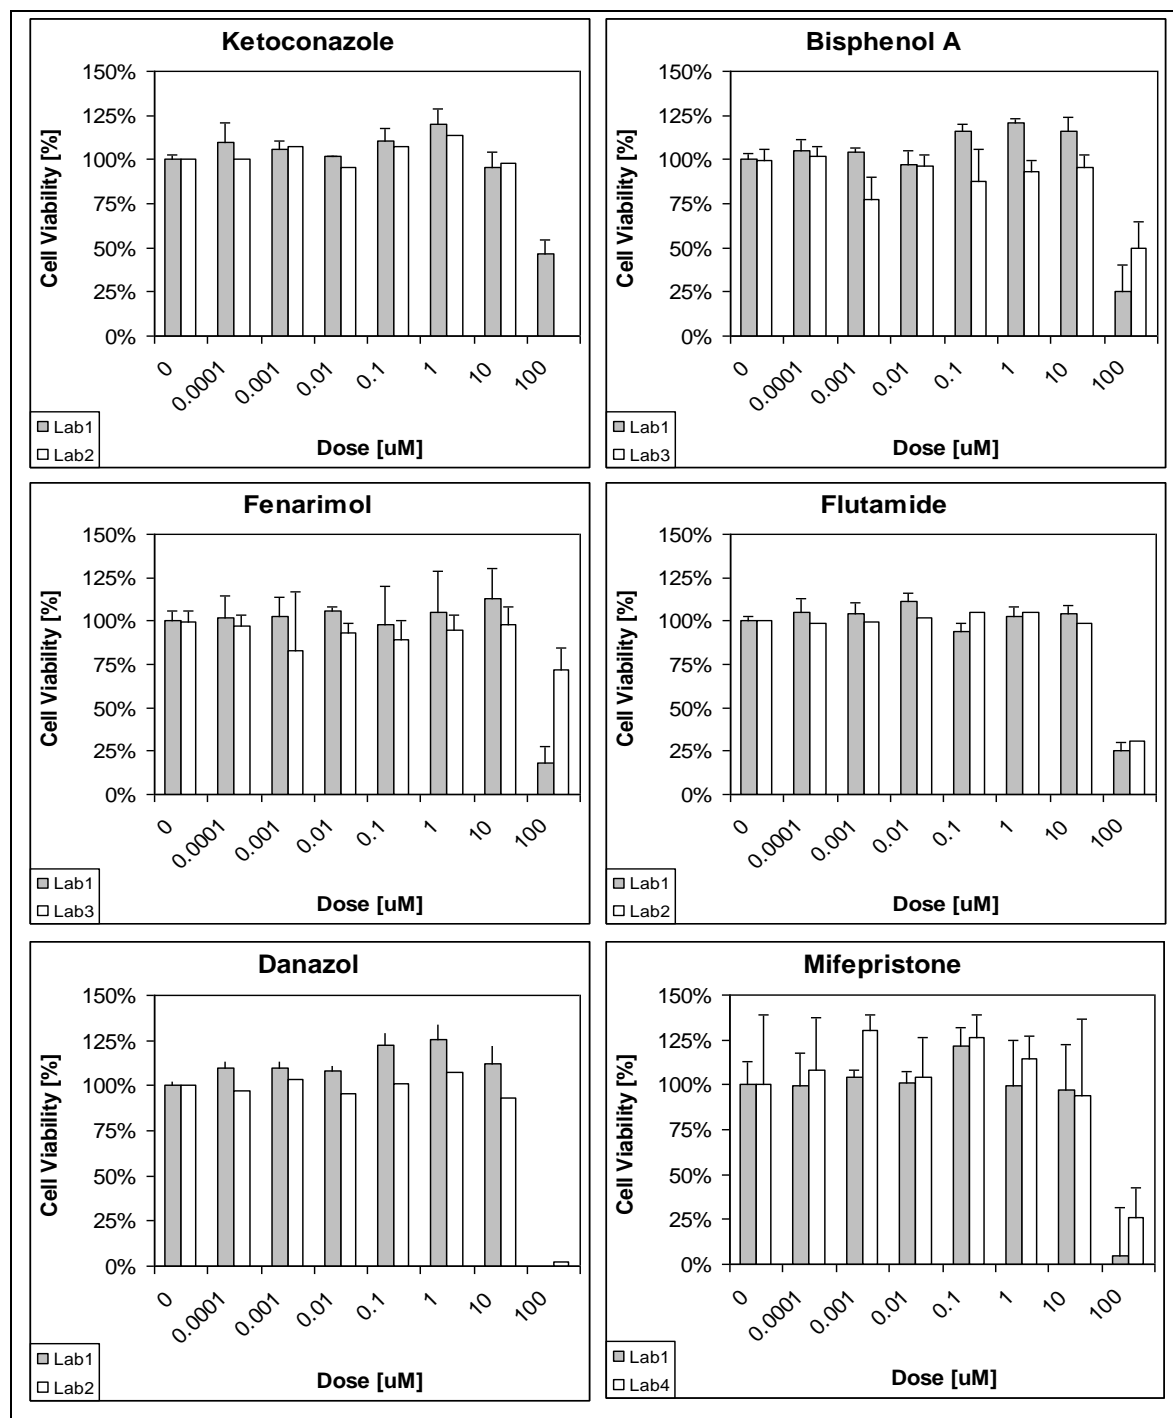 Ketoconazole
150%
125%
100%
75%
50%
25%
0%
Cell Viability [%]
0 0.0001 0.001 0.01 0.1 1 10 100
Dose [uM]
Lab1
Lab2
Bisphenol A
150%
125%
100%
75%
50%
25%
0%
Cell Viability [%]
0 0.0001 0.001 0.01 0.1 1 10 100
Dose [uM]
Lab1
Lab3
Fenarimol
150%
125%
100%
75%
50%
25%
0%
Cell Viability [%]
0 0.0001 0.001 0.01 0.1 1 10 100
Dose [uM]
Lab1
Lab3
Flutamide
150%
125%
100%
75%
50%
25%
0%
Cell Viability [%]
0 0.0001 0.001 0.01 0.1 1 10 100
Dose [uM]
Lab1
Lab2
Danazol
150%
125%
100%
75%
50%
25%
0%
Cell Viability [%]
0 0.0001 0.001 0.01 0.1 1 10 100
Dose [uM]
Lab1
Lab2
Mifepristone
150%
125%
100%
75%
50%
25%
0%
Cell Viability [%]
0 0.0001 0.001 0.01 0.1 1 10 100
Dose [uM]
Lab1
Lab4